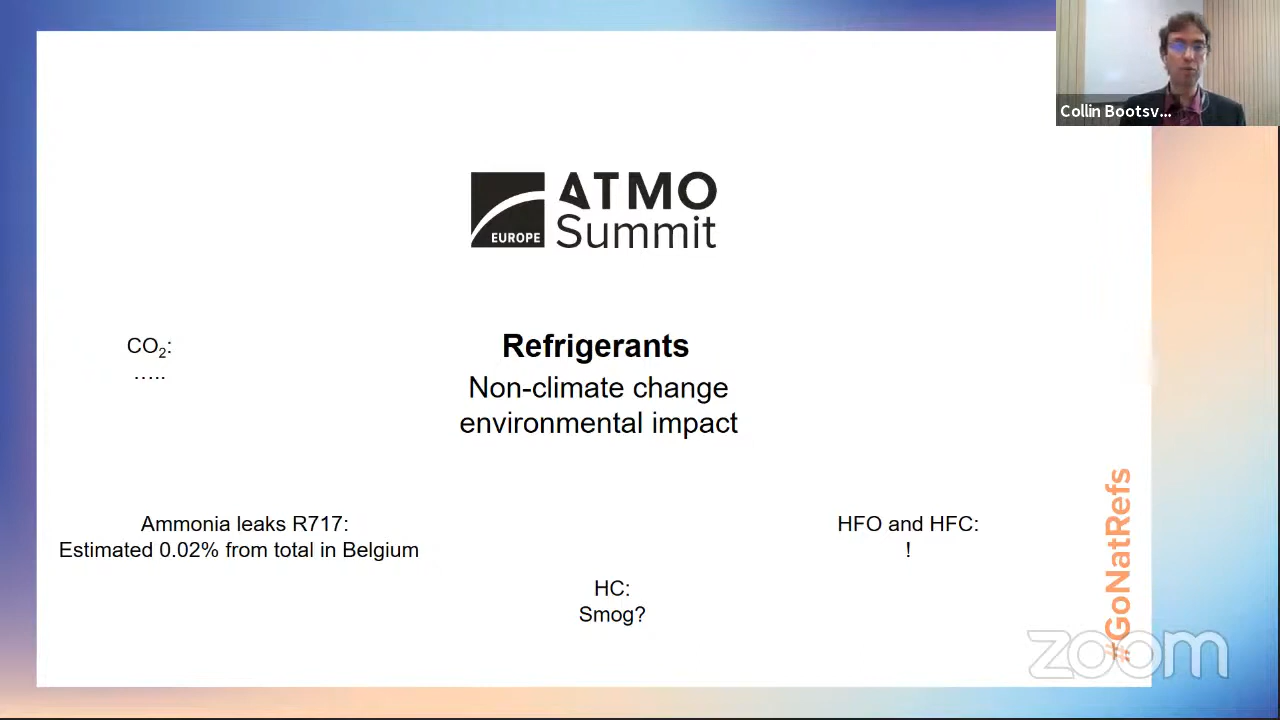 Collin Bootsv...
ATMO
EUROPE
Summit
CO2:
.....
Refrigerants
Non-climate change
environmental impact
Ammonia leaks R717:
Estimated 0.02% from total in Belgium
HFO and HFC:
!
HC:
Smog?
#GoNatRefs
zoom